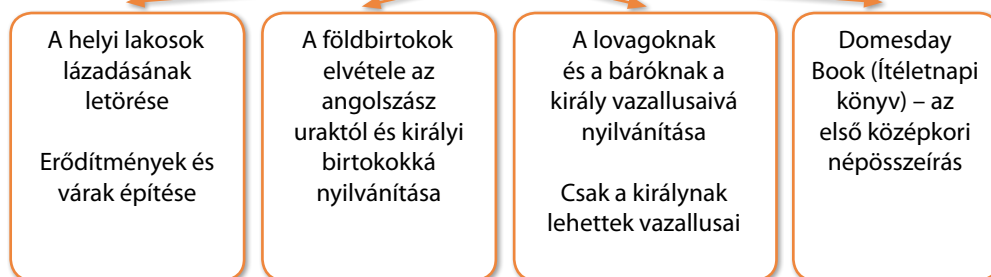 A helyi lakosok
lázadásának
letörése
Erődítmények és
várak építése
A földbirtokok
elvétele az
angolszász
uraktól és királyi
birtokokká
nyilvánítása
A lovagoknak
és a báróknak a
király vazallusaivá
nyilvánítása
Csak a királynak
lehettek vazallusai
Domesday
Book (Ítéletnapi
könyv) – az
első középkori
népösszeírás